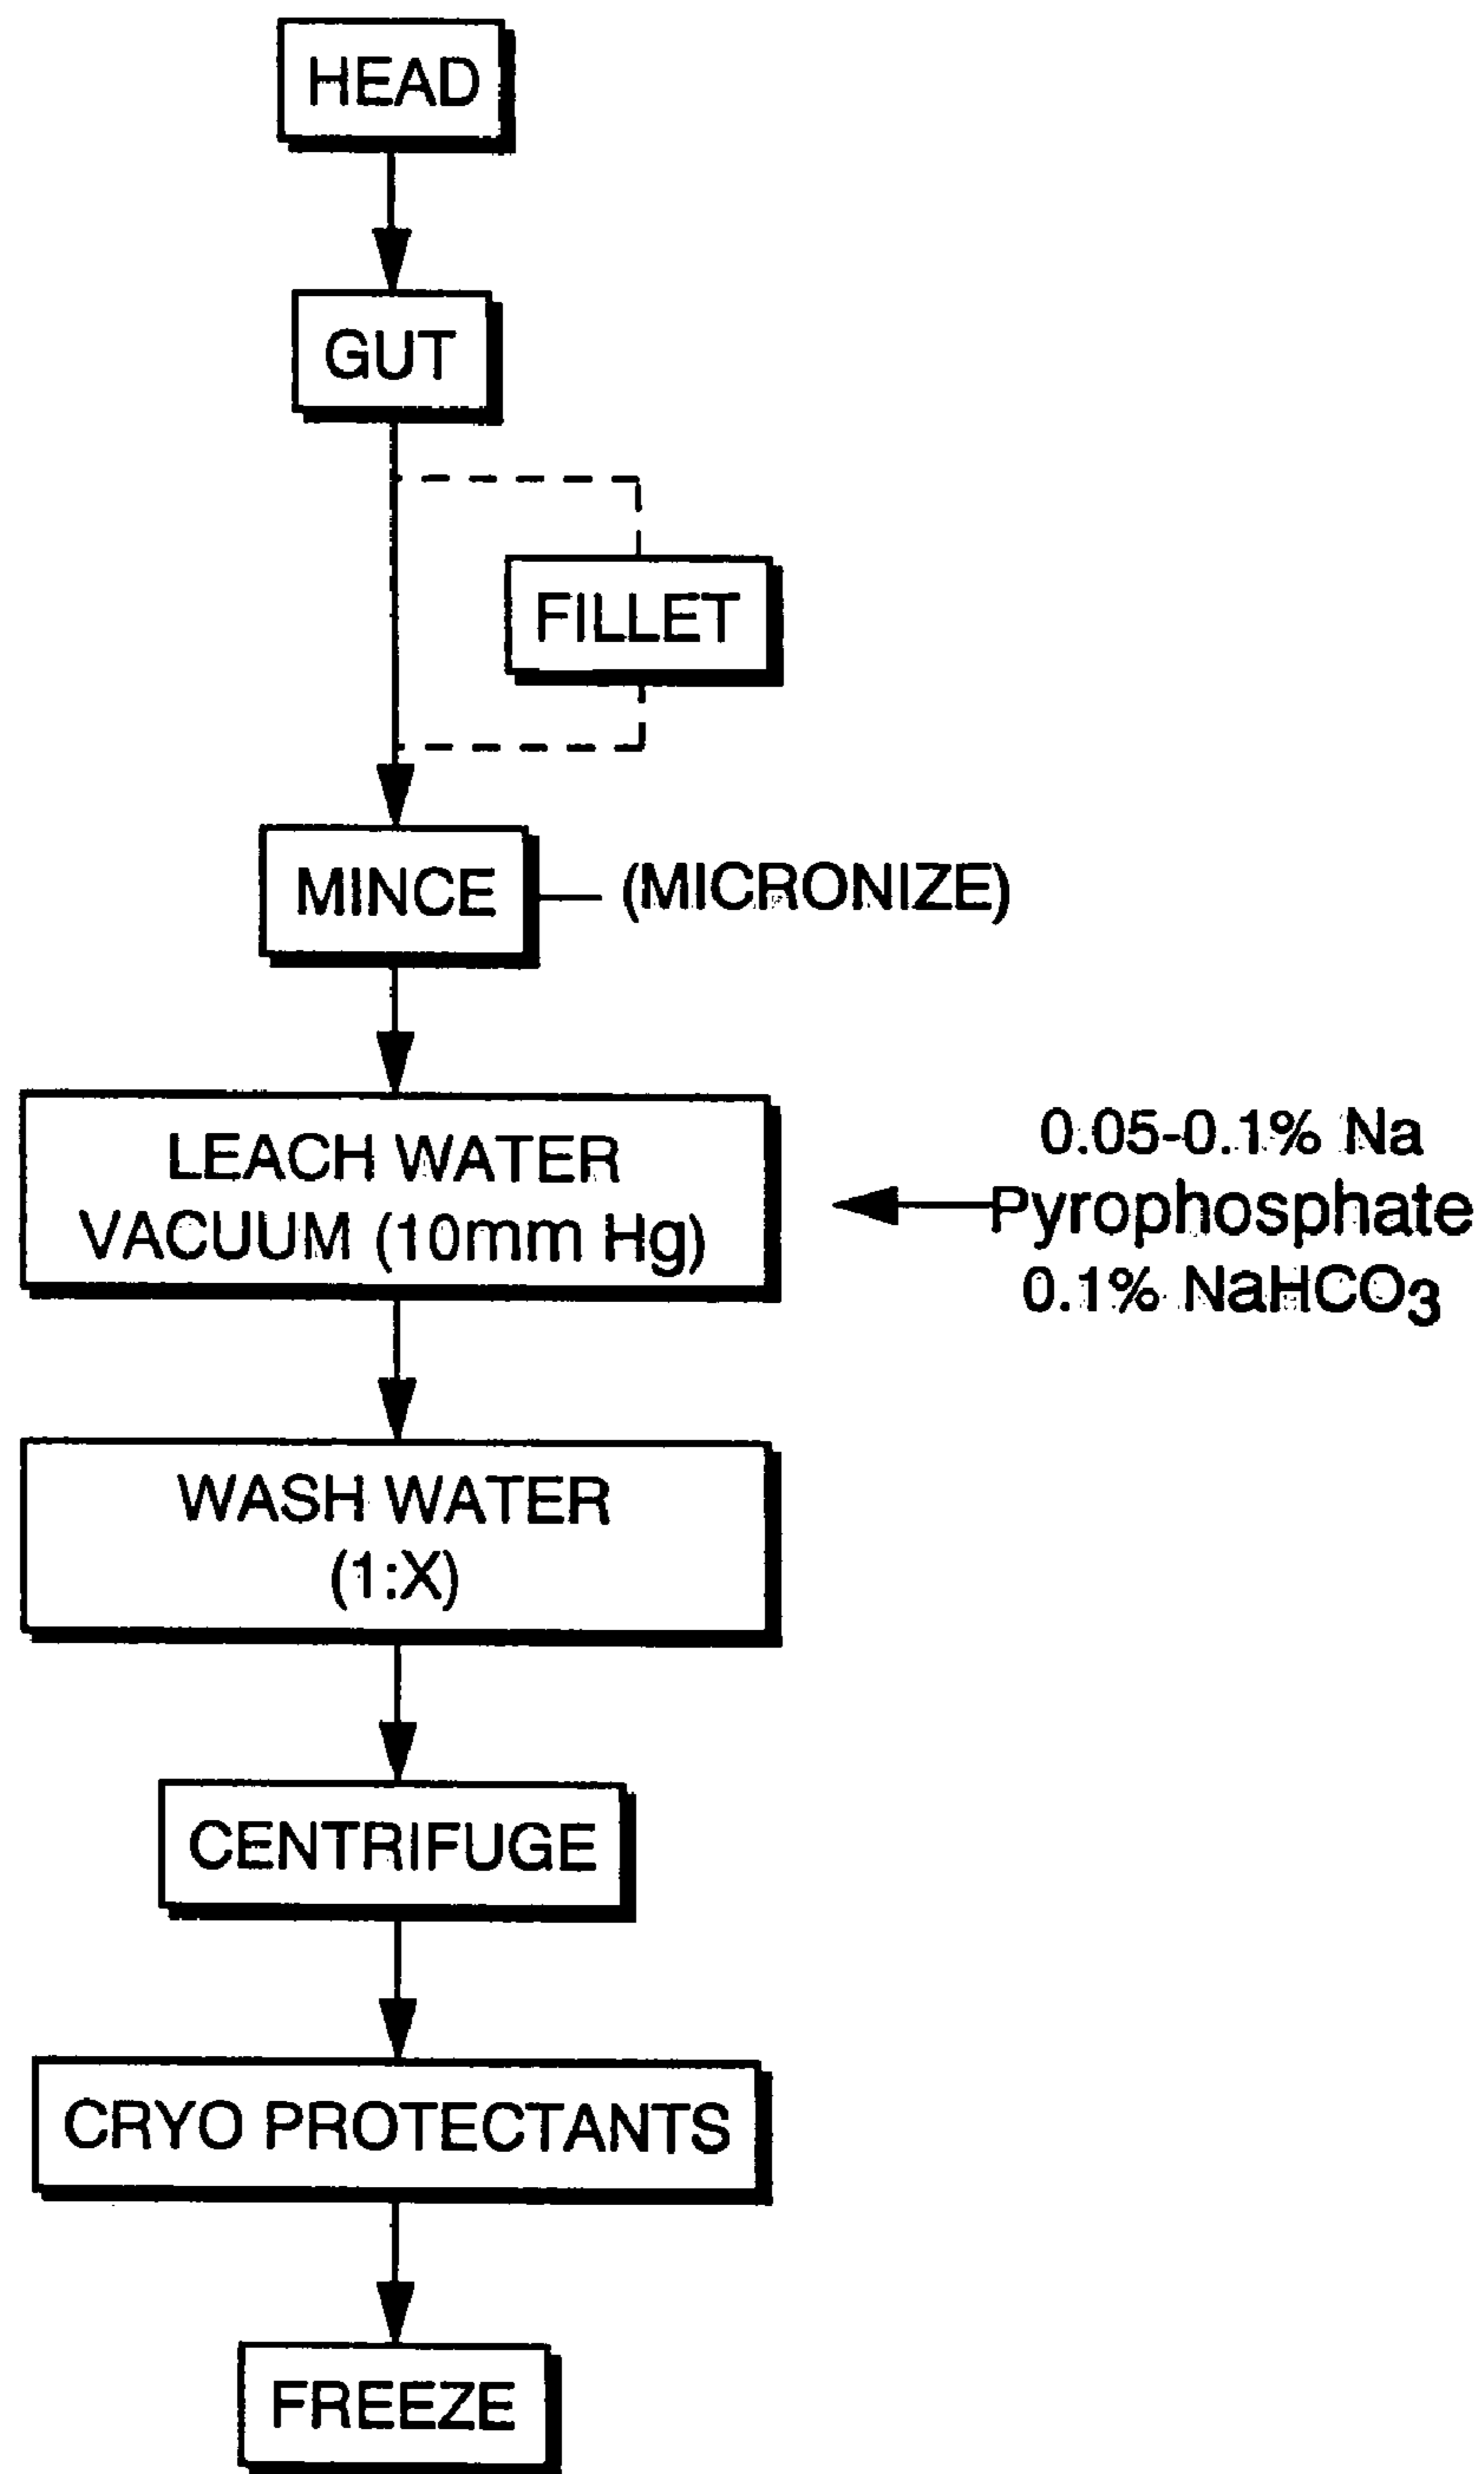 HEAD
GUT
FILLET
MINCE
(MICRONIZE)
LEACH WATER
VACUUM (10mm Hg)
0.05-0.1% Na
Pyrophosphate
0.1% NaHCO3
WASH WATER
(1:X)
CENTRIFUGE
CRYO PROTECTANTS
FREEZE